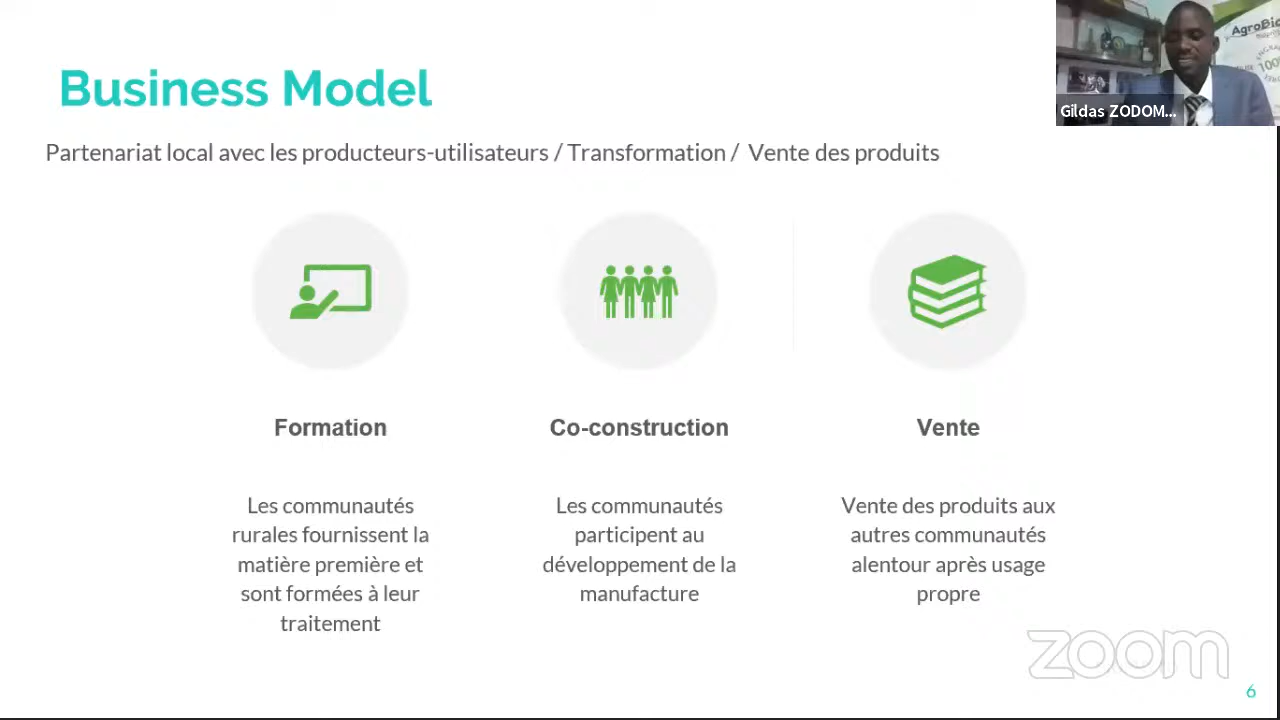 Business Model
Partenariat local avec les producteurs-utilisateurs / Transformation / Vente des produits
AgroBio
100%
Gildas ZODOM...
Formation
Les communautés
rurales fournissent la
matière première et
sont formées à leur
traitement
Co-construction
Les communautés
participent au
développement de la
manufacture
Vente
Vente des produits aux
autres communautés
alentour après usage
propre
zoom
6